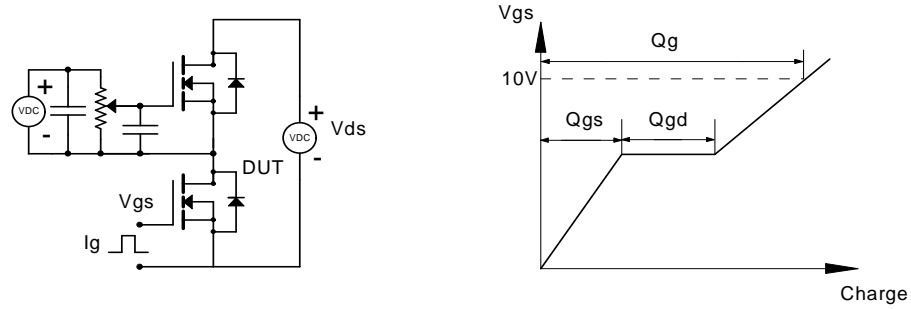 +
VDC
-
+
VDC
-
Vds
DUT
Vgs
Ig
Vgs
Qg
10V
Qgs
Qgd
Charge